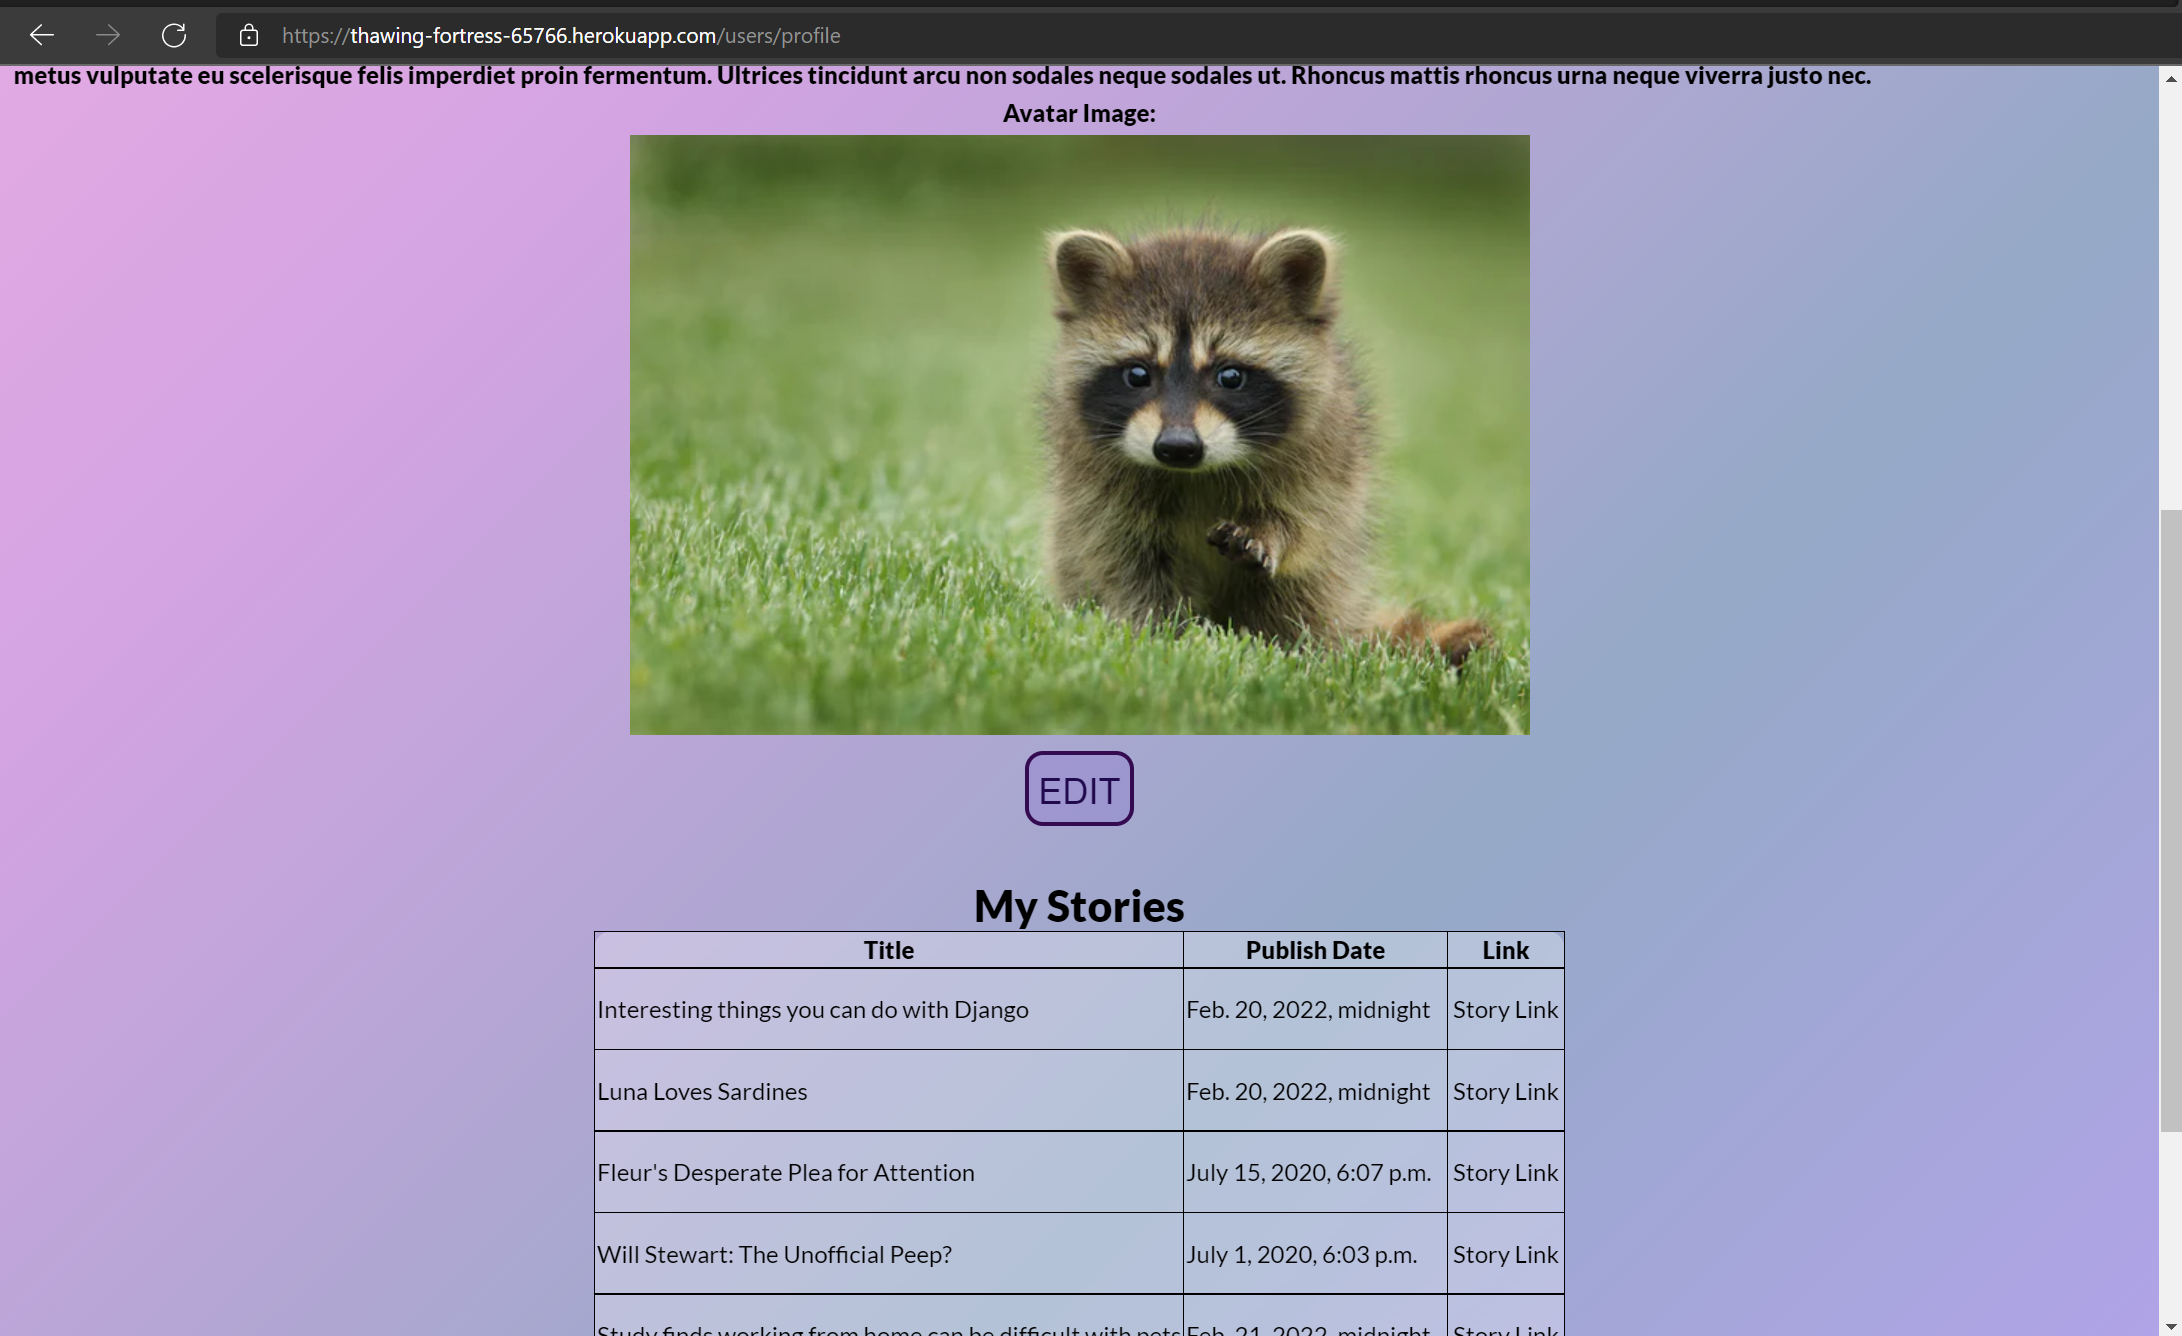 https://thawing-fortress-65766.herokuapp.com/users/profile
metus vulputate eu scelerisque felis imperdiet proin fermentum. Ultrices tincidunt arcu non sodales neque sodales ut. Rhoncus mattis rhoncus urna neque viverra justo nec.
Avatar Image:
EDIT
My Stories
Title Publish Date Link
Interesting things you can do with Django Feb. 20, 2022, midnight Story Link
Luna Loves Sardines Feb. 20, 2022, midnight Story Link
Fleur's Desperate Plea for Attention July 15, 2020, 6:07 p.m. Story Link
Will Stewart: The Unofficial Peep? July 1, 2020, 6:03 p.m. Story Link
Study finds working from home can be difficult with pets Feb. 21, 2022, midnight Story Link